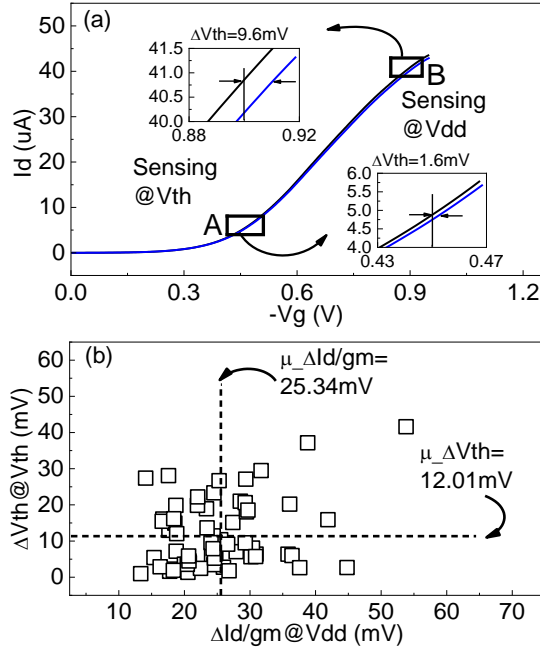 (a)
ΔVth=9.6mV
41.5
41.0
40.5
40.0
0.88
0.92
B
Sensing
@Vdd
Sensing
@Vth
A
ΔVth=1.6mV
6.0
5.5
5.0
4.5
4
0.43
0.47
50
40
30
20
10
0
Id (uA)
0.0
0.3
0.6
0.9
1.2
-Vg (V)
(b)
μ_ΔId/gm=
25.34mV
μ_ΔVth=
12.01mV
60
50
40
30
20
10
0
ΔVth@Vth (mV)
10
20
30
40
50
60
70
ΔId/gm@Vdd (mV)